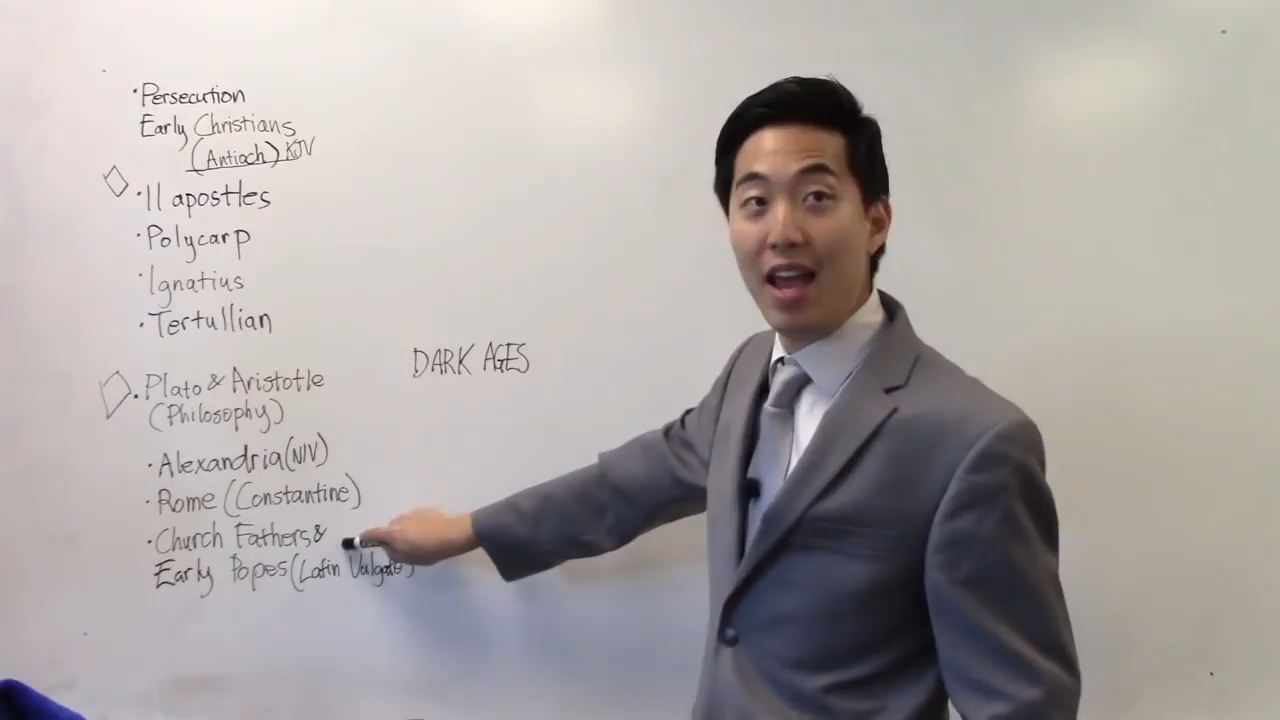 ·Persecution
Early Christians
(Antioch) KJV
·11 apostles
·Polycarp
·Ignatius
·Tertullian
DARK AGES
·Plato & Aristotle
(Philosophy)
·Alexandria (NIV)
·Rome (Constantine)
·Church Fathers &
Early Popes (Latin Vulgate)